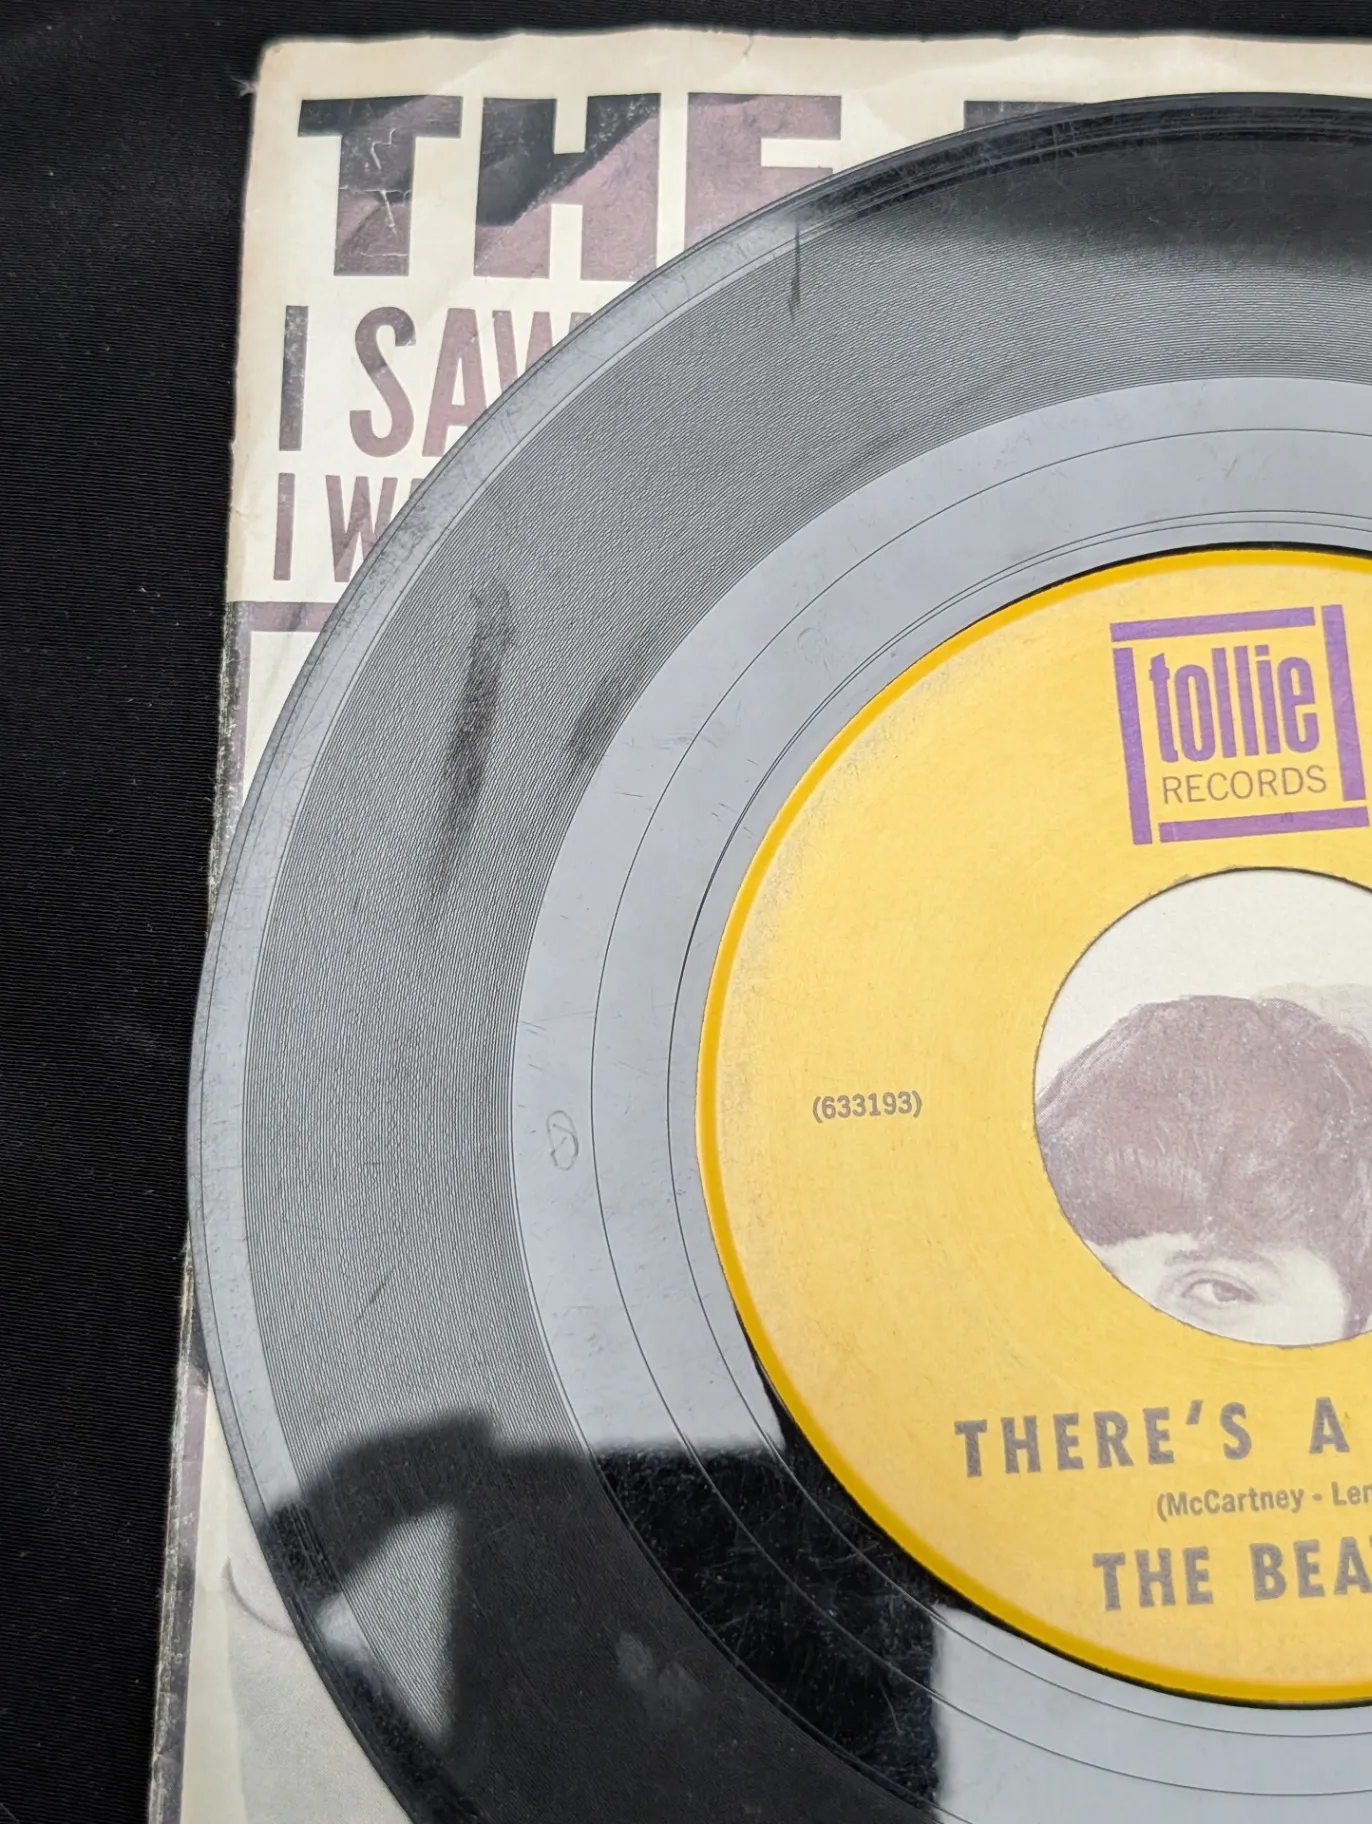 THE
I SAW
I W
tollie
RECORDS
(633193)
THERE'S A
(McCartney - Len
THE BEA